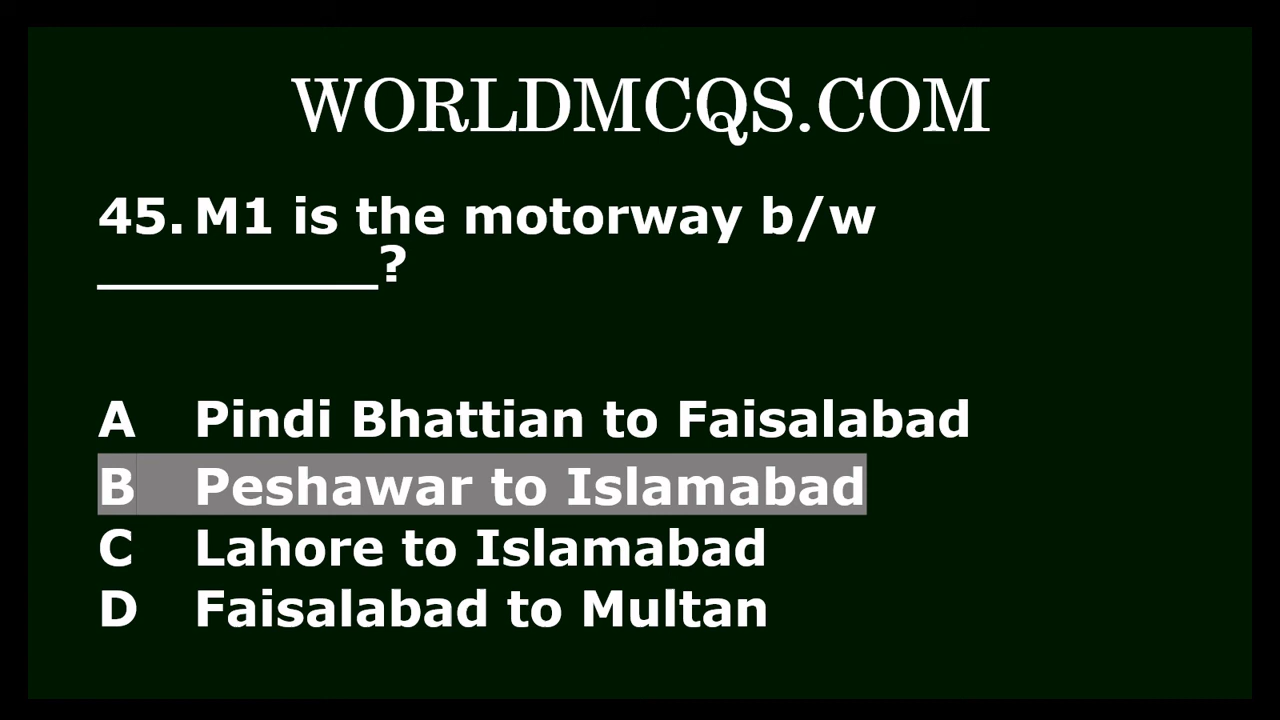 WORLDMCQS.COM
45. M1 is the motorway b/w
__________?
A Pindi Bhattian to Faisalabad
B Peshawar to Islamabad
C Lahore to Islamabad
D Faisalabad to Multan